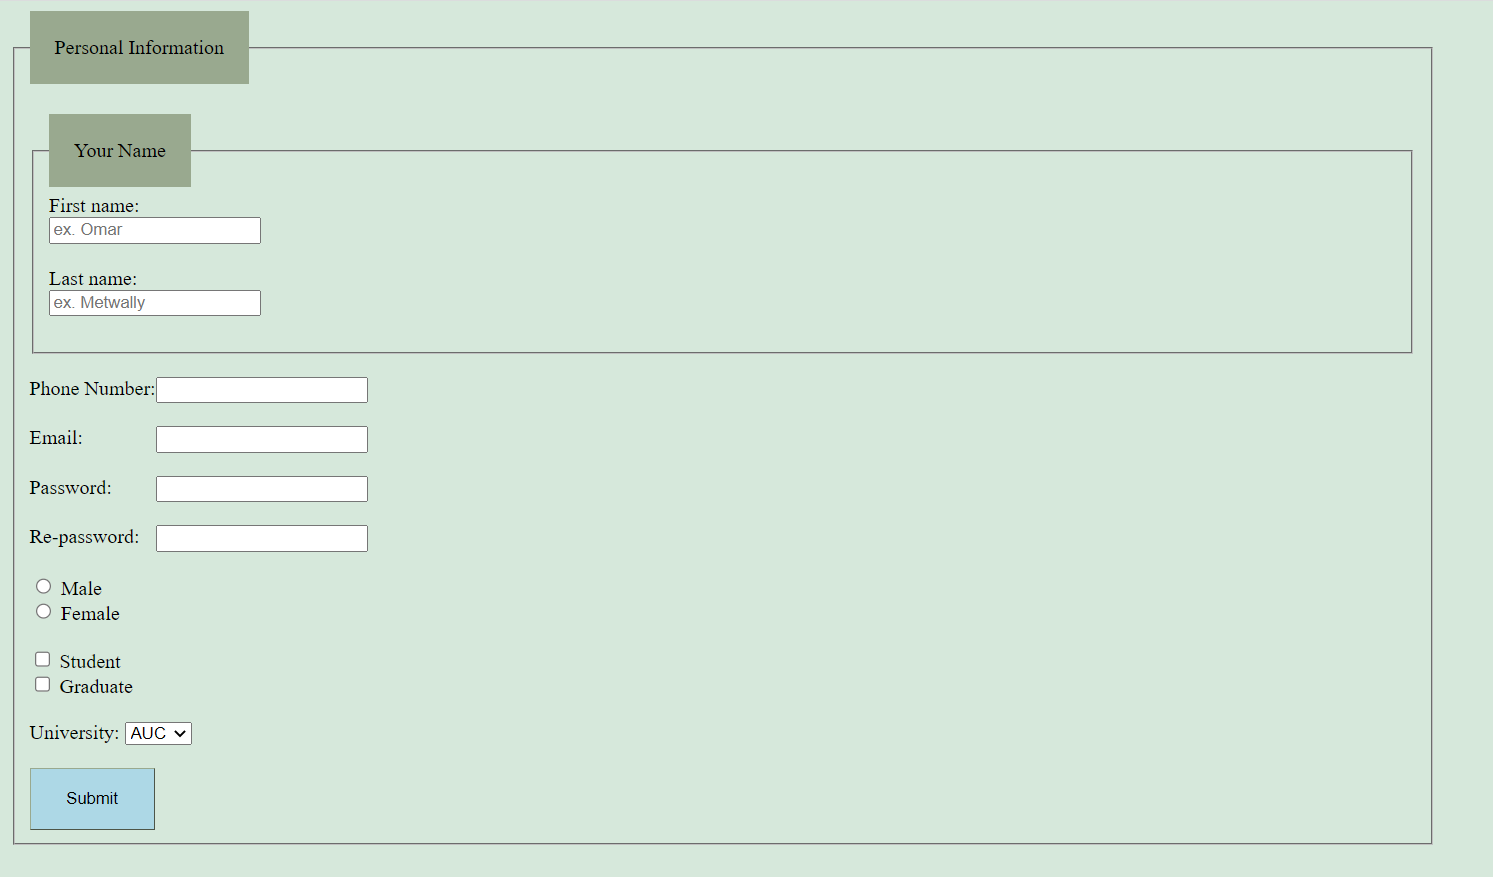 Personal Information
Your Name
First name:
ex. Omar
Last name:
ex. Metwally
Phone Number:
Email:
Password:
Re-password:
Male
Female
Student
Graduate
University: AUC
Submit